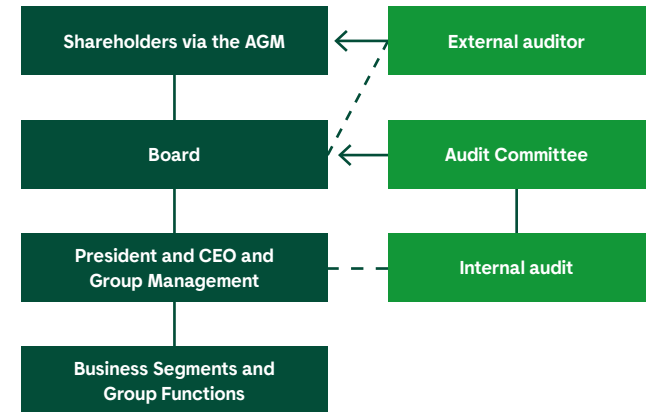 Shareholders via the AGM
External auditor
Board
Audit Committee
President and CEO and
Group Management
Internal audit
Business Segments and
Group Functions